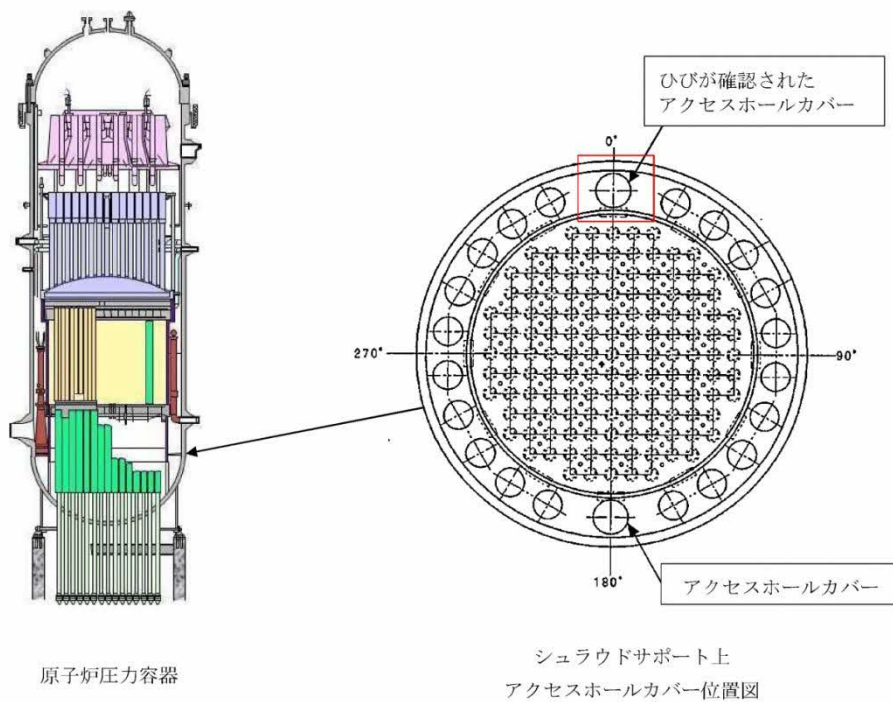 ひびが確認された
アクセスホールカバー
0°
270°
90°
180°
アクセスホールカバー
原子炉圧力容器
シュラウドサポート上
アクセスホールカバー位置図